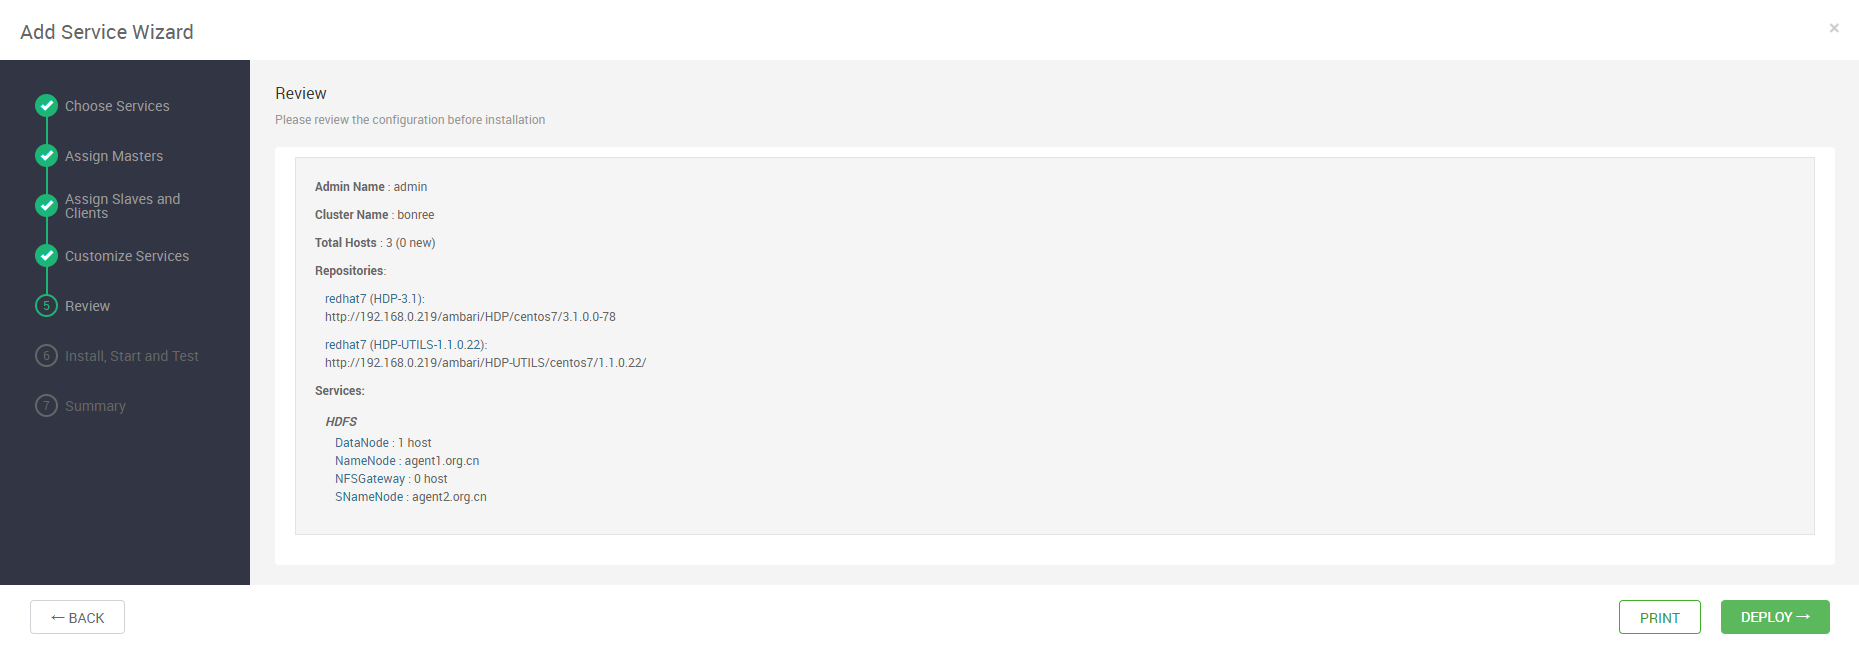 Add Service Wizard
×
Choose Services
Assign Masters
Assign Slaves and
Clients
Customize Services
5 Review
6 Install, Start and Test
7 Summary
Review
Please review the configuration before installation
Admin Name : admin
Cluster Name : bonree
Total Hosts : 3 (0 new)
Repositories:
redhat7 (HDP-3.1):
http://192.168.0.219/ambari/HDP/centos7/3.1.0.0-78
redhat7 (HDP-UTILS-1.1.0.22):
http://192.168.0.219/ambari/HDP-UTILS/centos7/1.1.0.22/
Services:
HDFS
DataNode : 1 host
NameNode : agent1.org.cn
NFSGateway : 0 host
SNameNode : agent2.org.cn
← BACK
PRINT
DEPLOY →